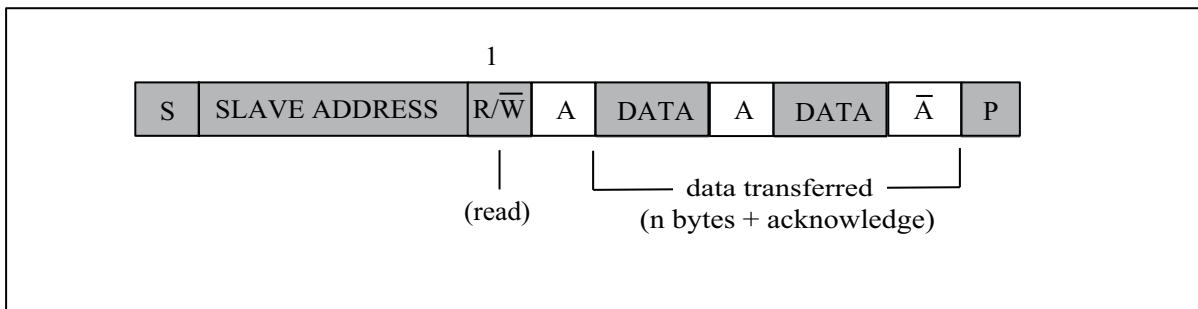 1
S SLAVE ADDRESS R/W̅ A DATA A DATA A̅ P
data transferred
(read)
(n bytes + acknowledge)